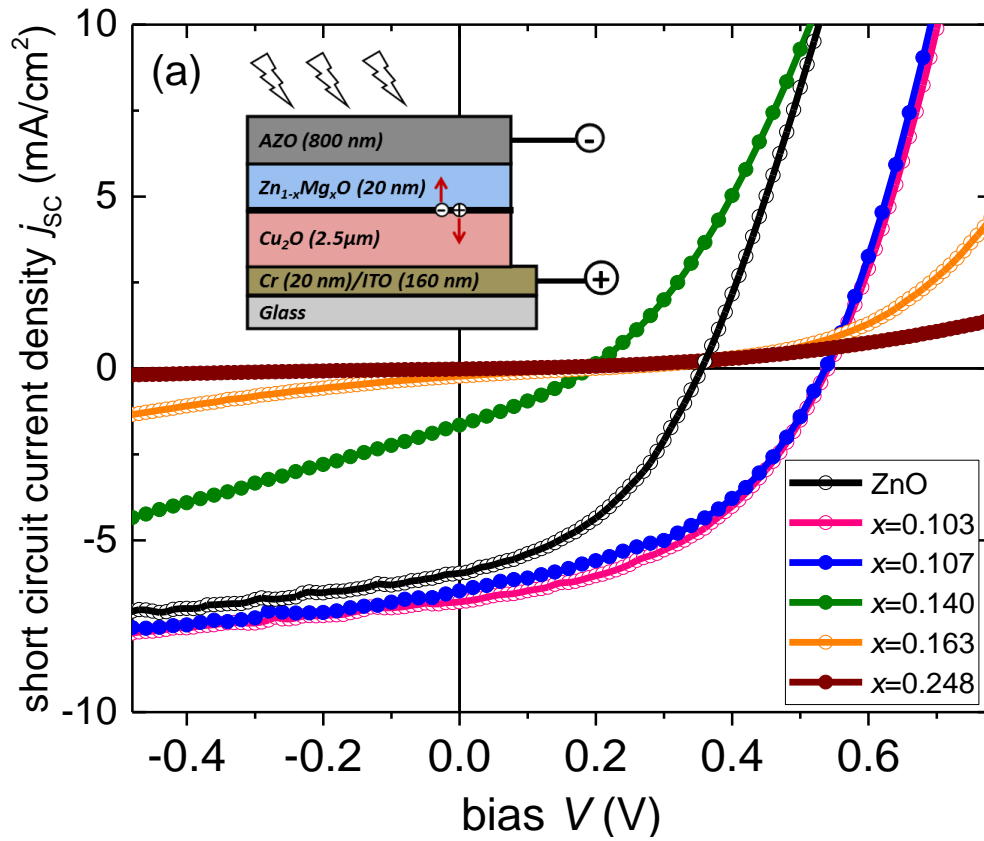 short circuit current density j_SC (mA/cm²)
10
5
0
-5
-10
(a)
AZO (800 nm)
-
Zn₁₋ₓMgₓO (20 nm)
- +
Cu₂O (2.5µm)
Cr (20 nm)/ITO (160 nm)
+
Glass
ZnO
x=0.103
x=0.107
x=0.140
x=0.163
x=0.248
-0.4 -0.2 0.0 0.2 0.4 0.6
bias V (V)